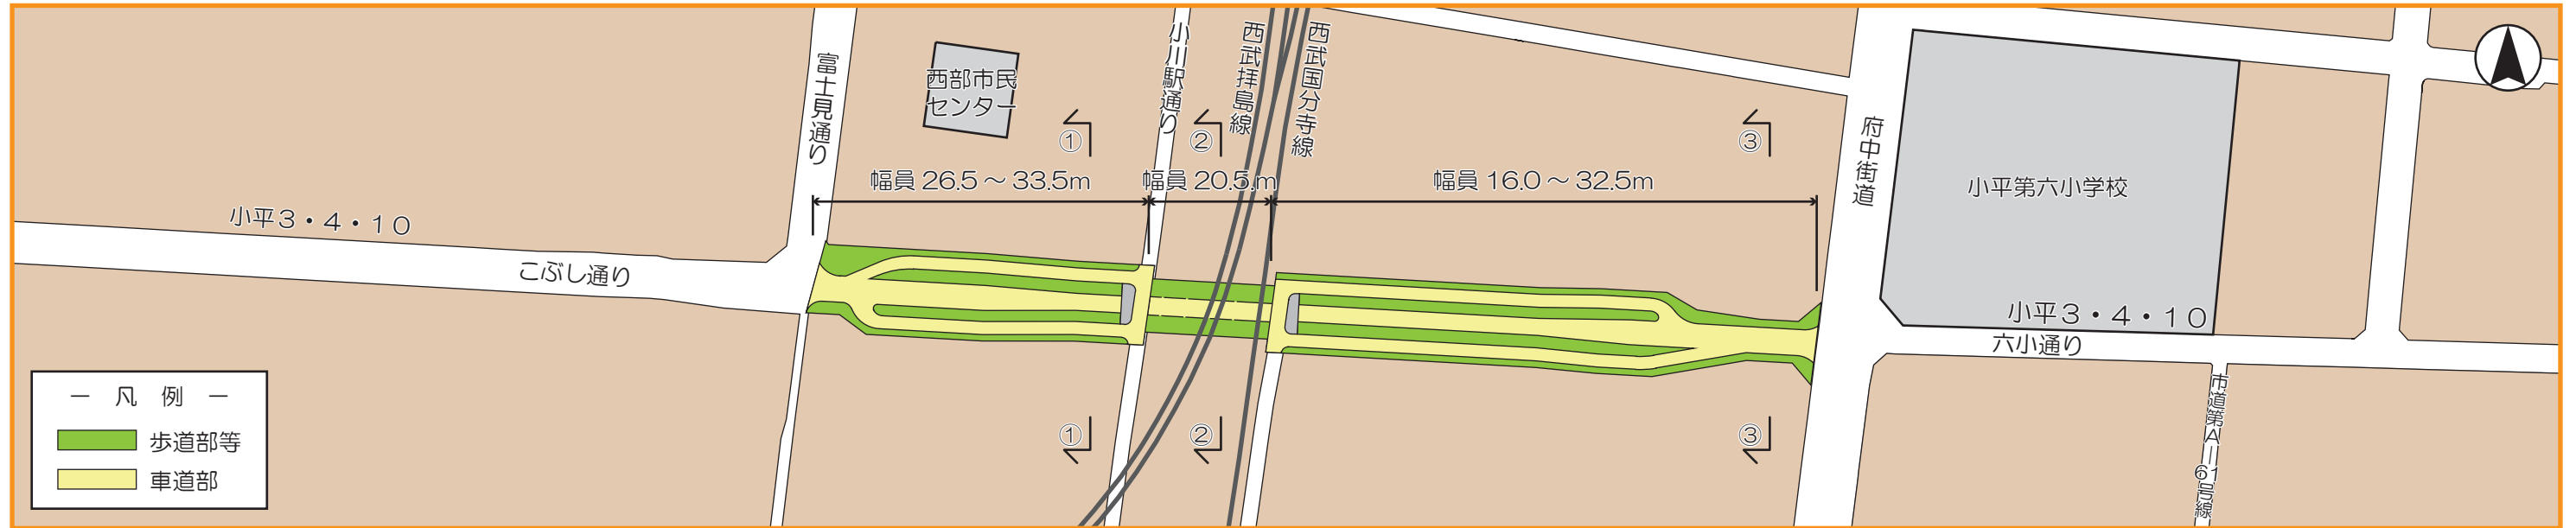 富士見通り
西部市民
センター
小川駅通り
西武拝島線
西武国分寺線
府中街道
小平第六小学校
①
②
③
幅員 26.5 ～ 33.5m
幅員 20.5 m
幅員 16.0 ～ 32.5m
小平３・４・１０
こぶし通り
小平３・４・１０
六小通り
市道第A－61号線
①
②
③
－ 凡 例 －
歩道部等
車道部